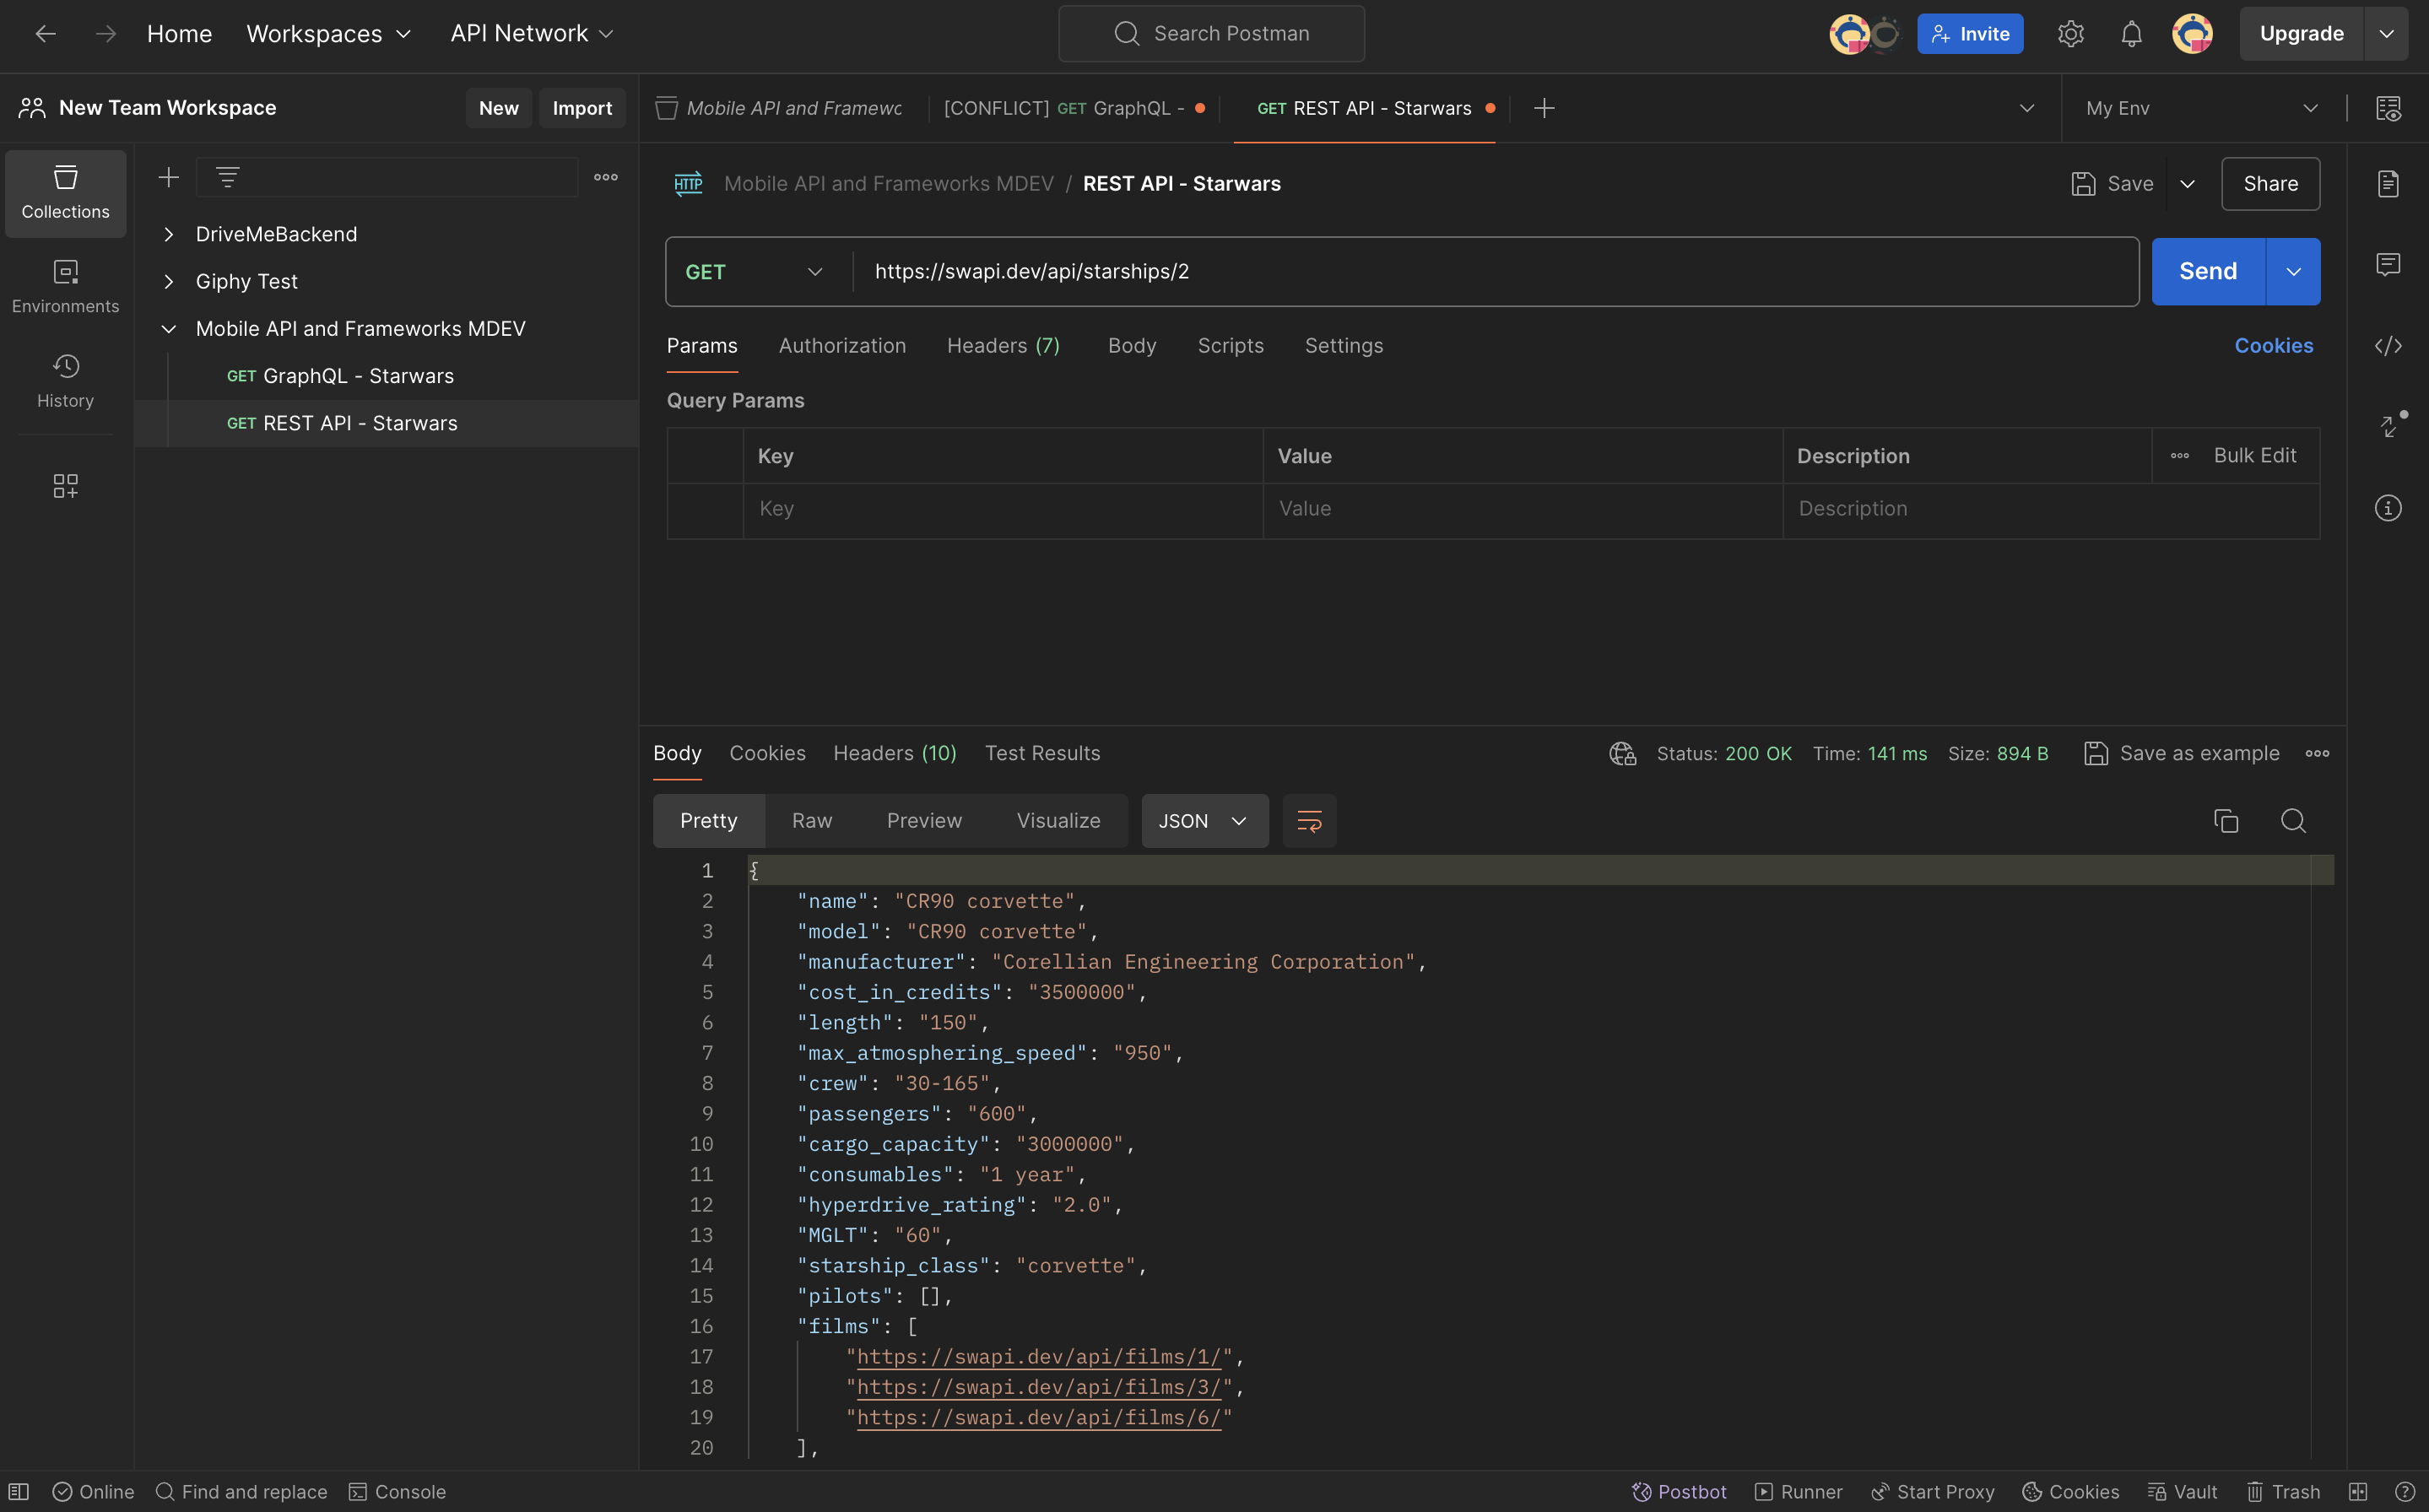 Home Workspaces API Network Search Postman Invite Upgrade
New Team Workspace New Import
Mobile API and Framewc [CONFLICT] GET GraphQL - GET REST API - Starwars My Env
Collections
Environments
History
DriveMeBackend
Giphy Test
Mobile API and Frameworks MDEV
GET GraphQL - Starwars
GET REST API - Starwars
HTTP Mobile API and Frameworks MDEV / REST API - Starwars Save Share
GET https://swapi.dev/api/starships/2 Send
Params Authorization Headers (7) Body Scripts Settings Cookies
Query Params
Key Value Description Bulk Edit
Key Value Description
Body Cookies Headers (10) Test Results Status: 200 OK Time: 141 ms Size: 894 B Save as example
Pretty Raw Preview Visualize JSON
1 {
2 "name": "CR90 corvette",
3 "model": "CR90 corvette",
4 "manufacturer": "Corellian Engineering Corporation",
5 "cost_in_credits": "3500000",
6 "length": "150",
7 "max_atmosphering_speed": "950",
8 "crew": "30-165",
9 "passengers": "600",
10 "cargo_capacity": "3000000",
11 "consumables": "1 year",
12 "hyperdrive_rating": "2.0",
13 "MGLT": "60",
14 "starship_class": "corvette",
15 "pilots": [],
16 "films": [
17 "https://swapi.dev/api/films/1/",
18 "https://swapi.dev/api/films/3/",
19 "https://swapi.dev/api/films/6/"
20 ],
Online Find and replace Console Postbot Runner Start Proxy Cookies Vault Trash